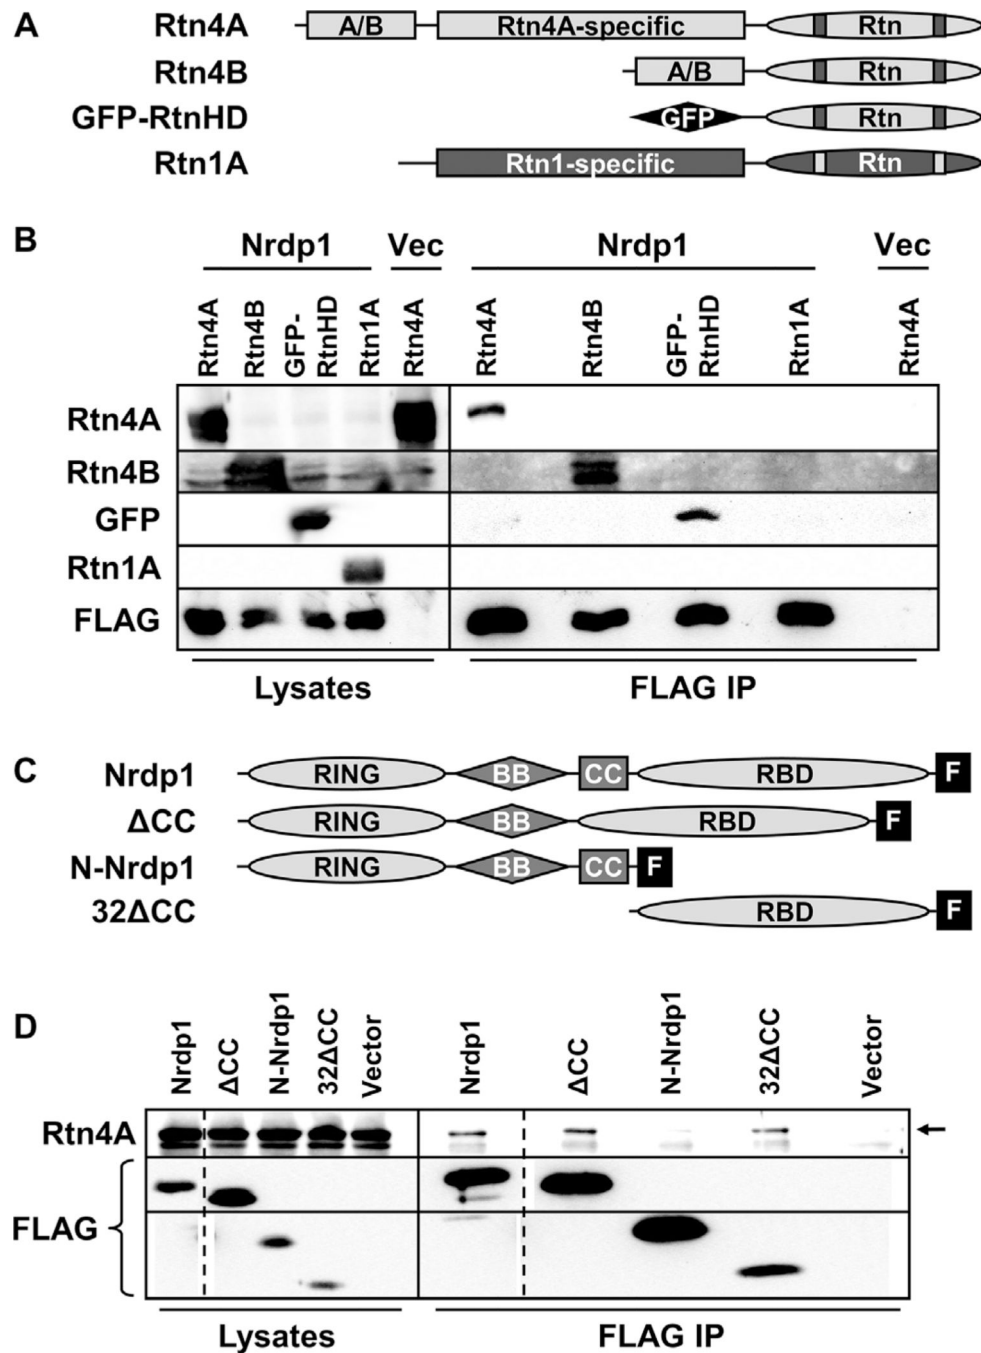 A
Rtn4A A/B Rtn4A-specific Rtn
Rtn4B A/B Rtn
GFP-RtnHD GFP Rtn
Rtn1A Rtn1-specific Rtn
B
Nrdp1 Vec Nrdp1 Vec
Rtn4A Rtn4B GFP-RtnHD Rtn1A Rtn4A Rtn4A Rtn4B GFP-RtnHD Rtn1A Rtn4A
Rtn4A
Rtn4B
GFP
Rtn1A
FLAG
Lysates FLAG IP
C
Nrdp1 RING BB CC RBD F
ΔCC RING BB RBD F
N-Nrdp1 RING BB CC F
32ΔCC RBD F
D
Nrdp1 ΔCC N-Nrdp1 32ΔCC Vector Nrdp1 ΔCC N-Nrdp1 32ΔCC Vector
Rtn4A
FLAG
Lysates FLAG IP